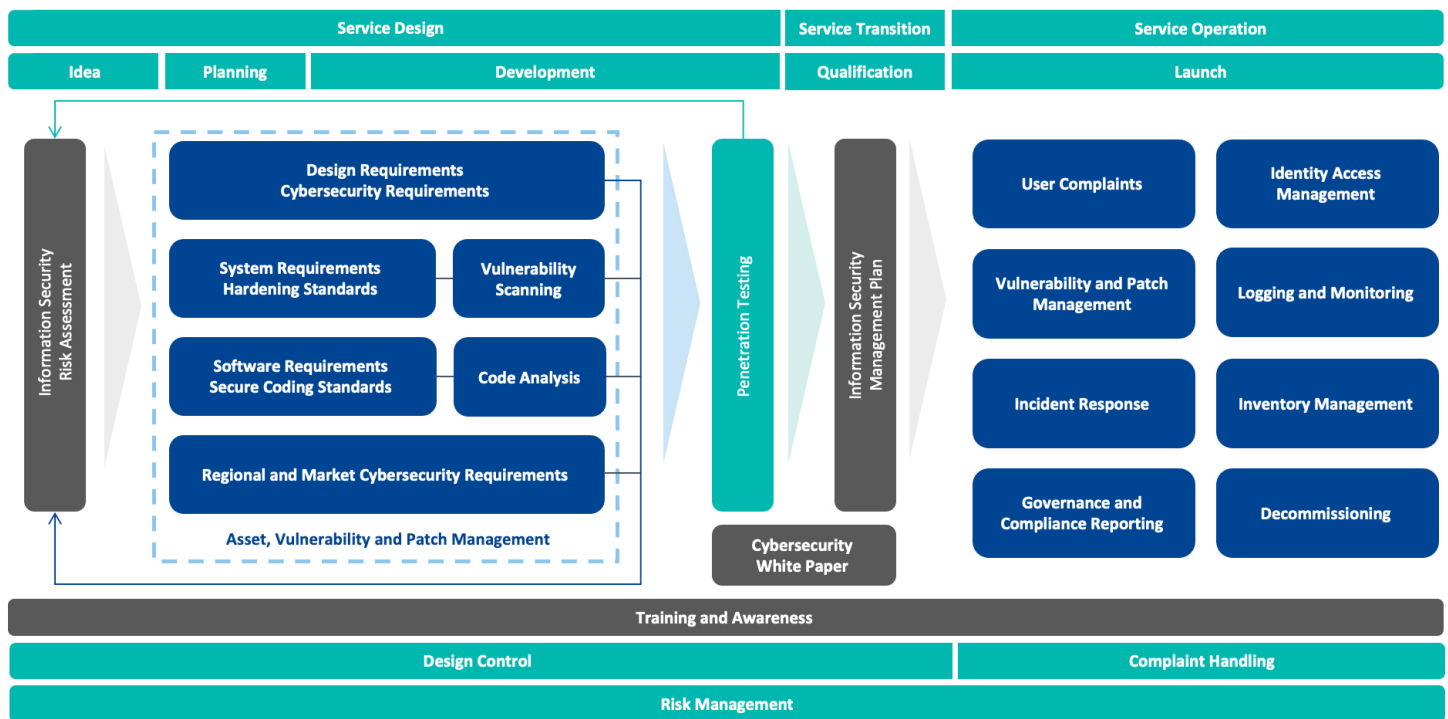 Service Design
Service Transition
Service Operation
Idea
Planning
Development
Qualification
Launch
Information Security
Risk Assessment
Design Requirements
Cybersecurity Requirements
System Requirements
Hardening Standards
Vulnerability
Scanning
Software Requirements
Secure Coding Standards
Code Analysis
Regional and Market Cybersecurity Requirements
Asset, Vulnerability and Patch Management
Penetration Testing
Information Security
Management Plan
Cybersecurity
White Paper
User Complaints
Identity Access
Management
Vulnerability and Patch
Management
Logging and Monitoring
Incident Response
Inventory Management
Governance and
Compliance Reporting
Decommissioning
Training and Awareness
Design Control
Complaint Handling
Risk Management